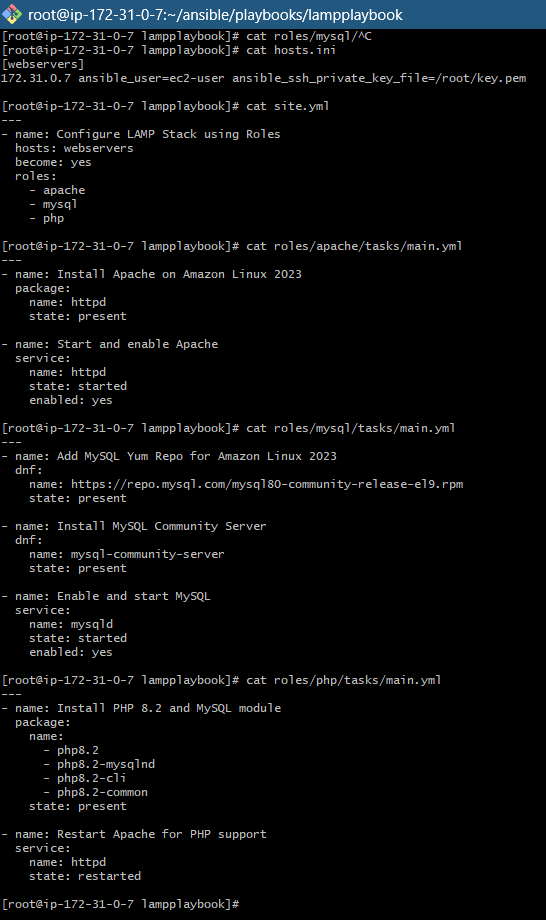 root@ip-172-31-0-7:~/ansible/playbooks/lampplaybook
[root@ip-172-31-0-7 lampplaybook]# cat roles/mysql/^C
[root@ip-172-31-0-7 lampplaybook]# cat hosts.ini
[webservers]
172.31.0.7 ansible_user=ec2-user ansible_ssh_private_key_file=/root/key.pem

[root@ip-172-31-0-7 lampplaybook]# cat site.yml
---
- name: Configure LAMP Stack using Roles
  hosts: webservers
  become: yes
  roles:
    - apache
    - mysql
    - php

[root@ip-172-31-0-7 lampplaybook]# cat roles/apache/tasks/main.yml
---
- name: Install Apache on Amazon Linux 2023
  package:
    name: httpd
    state: present

- name: Start and enable Apache
  service:
    name: httpd
    state: started
    enabled: yes

[root@ip-172-31-0-7 lampplaybook]# cat roles/mysql/tasks/main.yml
---
- name: Add MySQL Yum Repo for Amazon Linux 2023
  dnf:
    name: https://repo.mysql.com/mysql80-community-release-el9.rpm
    state: present

- name: Install MySQL Community Server
  dnf:
    name: mysql-community-server
    state: present

- name: Enable and start MySQL
  service:
    name: mysqld
    state: started
    enabled: yes

[root@ip-172-31-0-7 lampplaybook]# cat roles/php/tasks/main.yml
---
- name: Install PHP 8.2 and MySQL module
  package:
    name:
      - php8.2
      - php8.2-mysqlnd
      - php8.2-cli
      - php8.2-common
    state: present

- name: Restart Apache for PHP support
  service:
    name: httpd
    state: restarted

[root@ip-172-31-0-7 lampplaybook]#